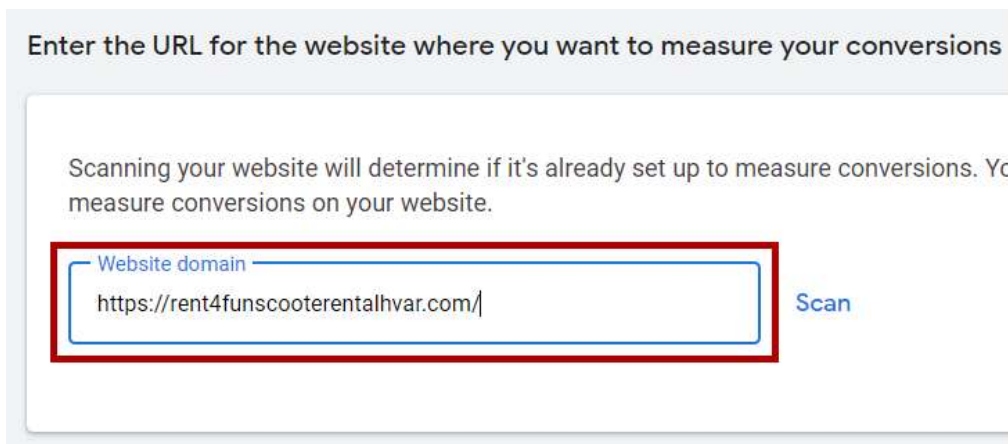 Enter the URL for the website where you want to measure your conversions
Scanning your website will determine if it's already set up to measure conversions. Yo
measure conversions on your website.
Website domain
https://rent4funscooterentalhvar.com/
Scan